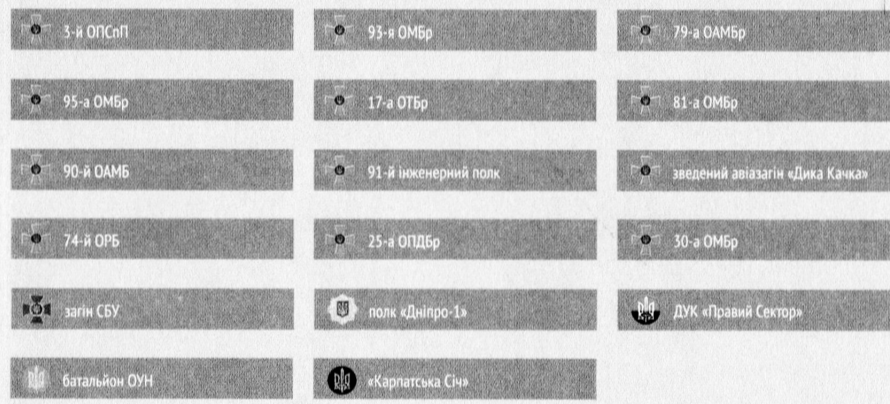 3-й ОПСпП
93-я ОМБр
79-а ОАМБр
95-а ОМБр
17-а ОТБр
81-а ОМБр
90-й ОАМБ
91-й інженерний полк
зведений авіазагін «Дика Качка»
74-й ОРБ
25-а ОПДБр
30-а ОМБр
загін СБУ
полк «Дніпро-1»
ДУК «Правий Сектор»
батальйон ОУН
«Карпатська Січ»